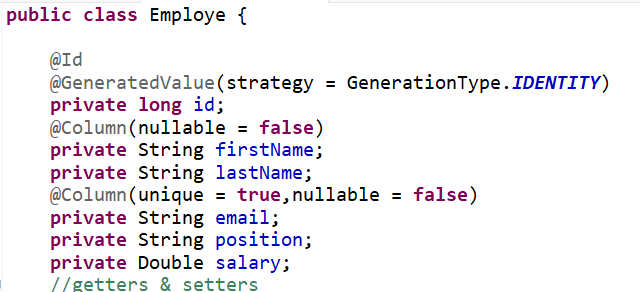 public class Employe {
@Id
@GeneratedValue(strategy = GenerationType.IDENTITY)
private long id;
@Column(nullable = false)
private String firstName;
private String lastName;
@Column(unique = true,nullable = false)
private String email;
private String position;
private Double salary;
//getters & setters